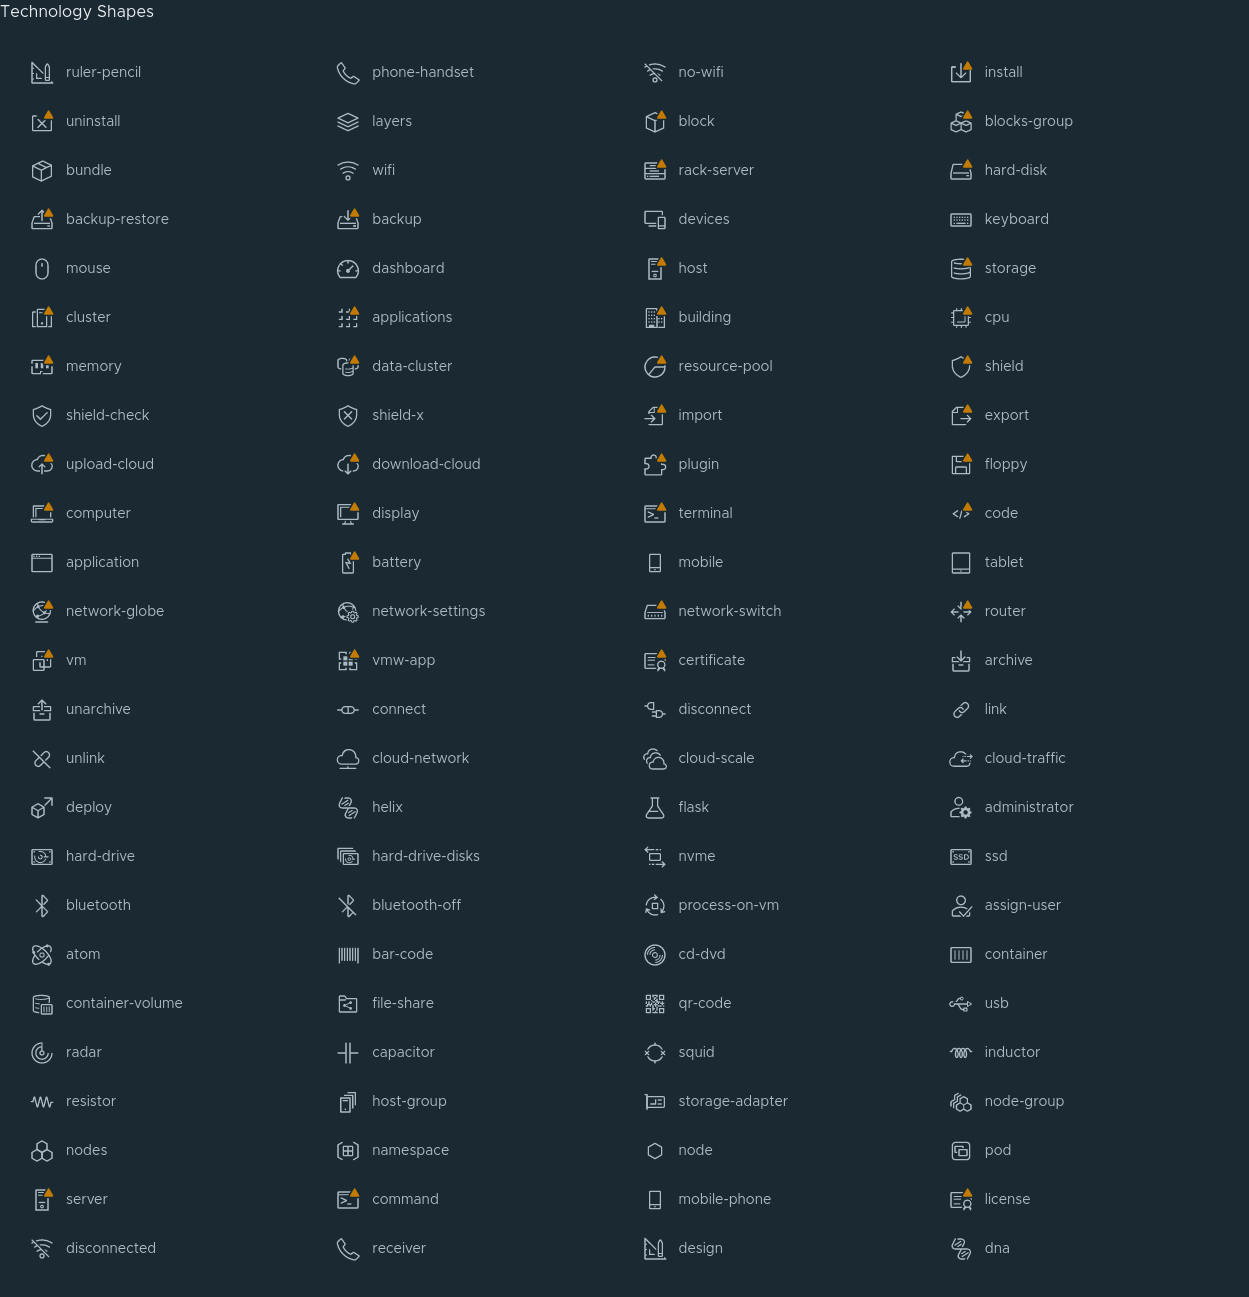 Technology Shapes
ruler-pencil phone-handset no-wifi install
uninstall layers block blocks-group
bundle wifi rack-server hard-disk
backup-restore backup devices keyboard
mouse dashboard host storage
cluster applications building cpu
memory data-cluster resource-pool shield
shield-check shield-x import export
upload-cloud download-cloud plugin floppy
computer display terminal code
application battery mobile tablet
network-globe network-settings network-switch router
vm vmw-app certificate archive
unarchive connect disconnect link
unlink cloud-network cloud-scale cloud-traffic
deploy helix flask administrator
hard-drive hard-drive-disks nvme SSD ssd
bluetooth bluetooth-off process-on-vm assign-user
atom bar-code cd-dvd container
container-volume file-share qr-code usb
radar capacitor squid inductor
resistor host-group storage-adapter node-group
nodes namespace node pod
server command mobile-phone license
disconnected receiver design dna